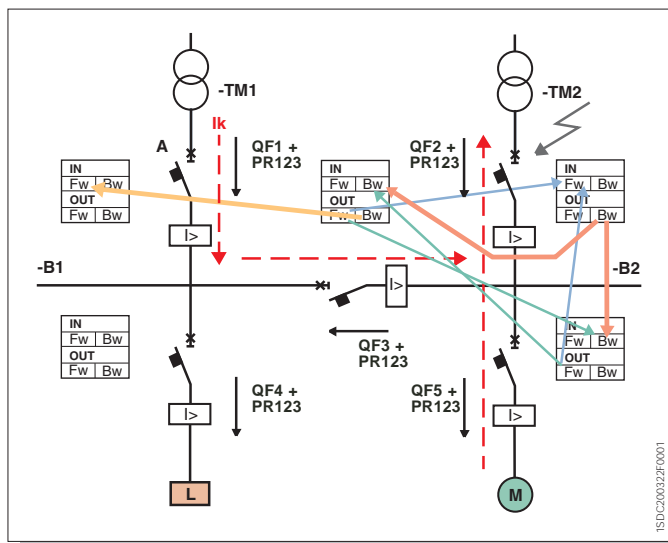 -TM1
-TM2
A
Ik
QF1 +
PR123
QF2 +
PR123
IN
Fw Bw
OUT
Fw Bw
IN
Fw Bw
OUT
Fw Bw
IN
Fw Bw
OUT
Fw Bw
I>
I>
-B1
-B2
I>
QF3 +
PR123
IN
Fw Bw
OUT
Fw Bw
IN
Fw Bw
OUT
Fw Bw
QF4 +
PR123
QF5 +
PR123
I>
I>
L
M
1SDC200322F0001